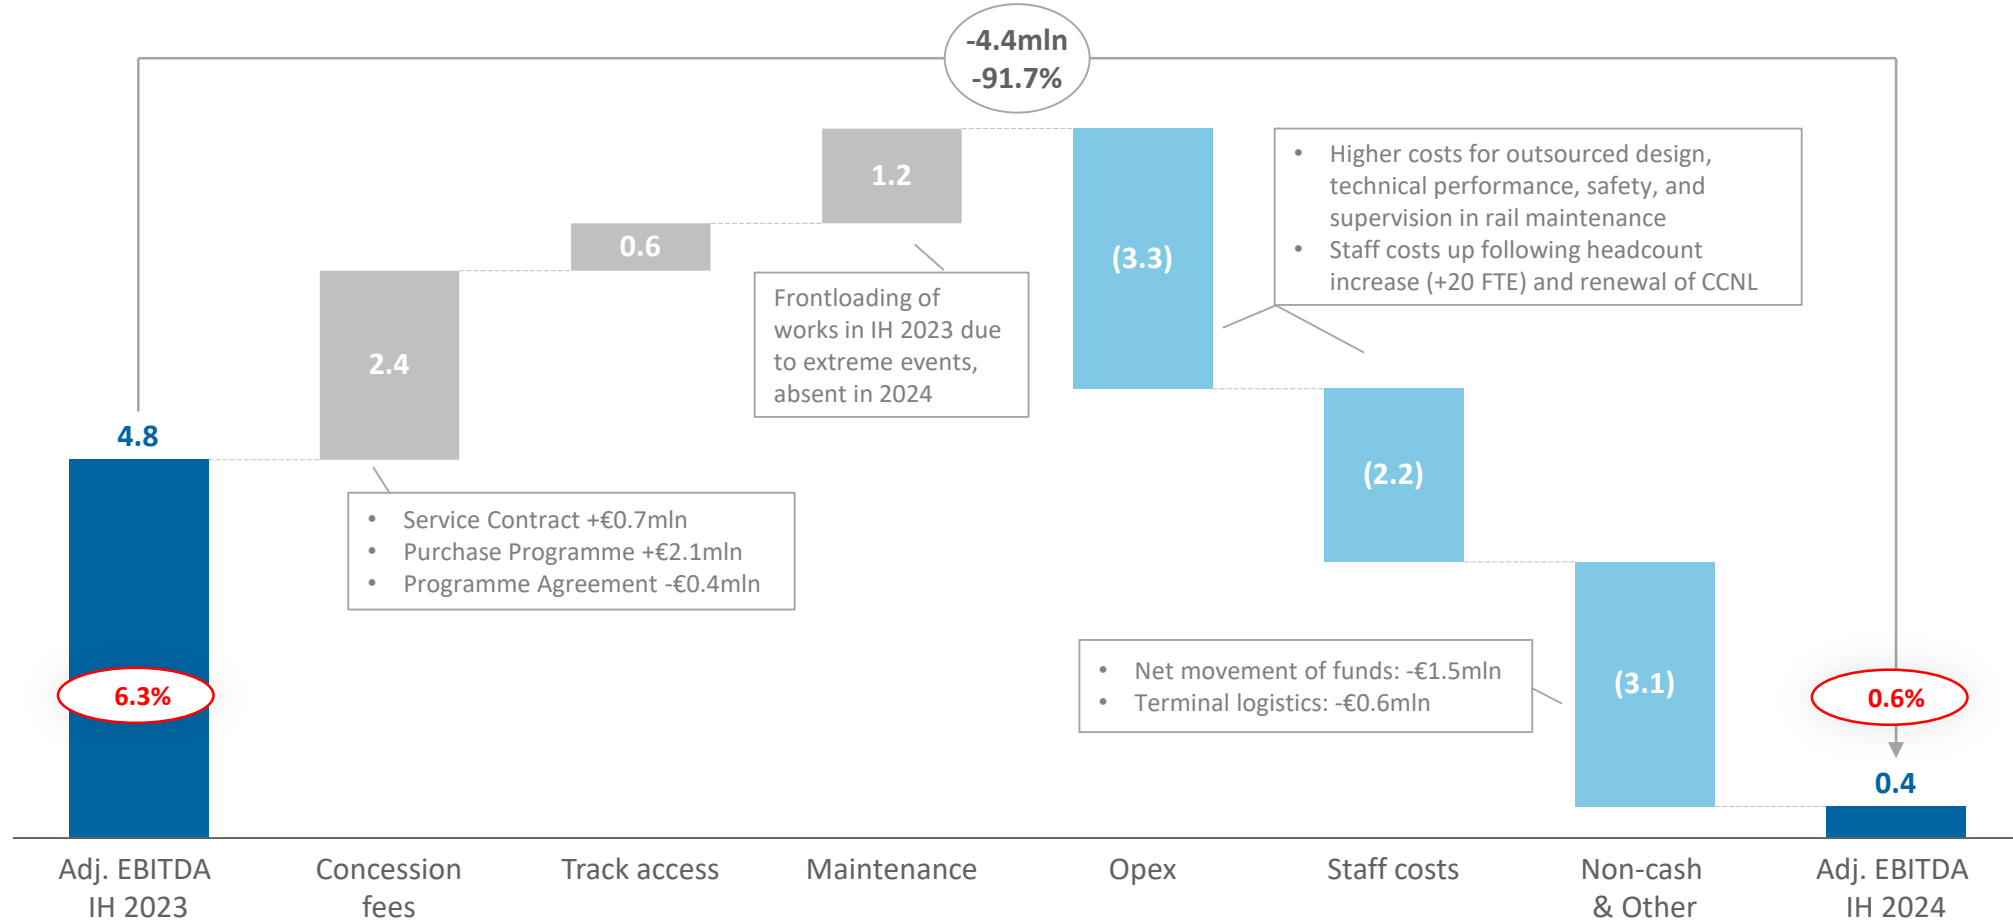 -4.4mln
-91.7%
4.8
6.3%
2.4
• Service Contract +€0.7mln
• Purchase Programme +€2.1mln
• Programme Agreement -€0.4mln
0.6
1.2
Frontloading of
works in IH 2023 due
to extreme events,
absent in 2024
(3.3)
• Higher costs for outsourced design,
technical performance, safety, and
supervision in rail maintenance
• Staff costs up following headcount
increase (+20 FTE) and renewal of CCNL
(2.2)
(3.1)
• Net movement of funds: -€1.5mln
• Terminal logistics: -€0.6mln
0.6%
0.4
Adj. EBITDA
IH 2023
Concession
fees
Track access
Maintenance
Opex
Staff costs
Non-cash
& Other
Adj. EBITDA
IH 2024